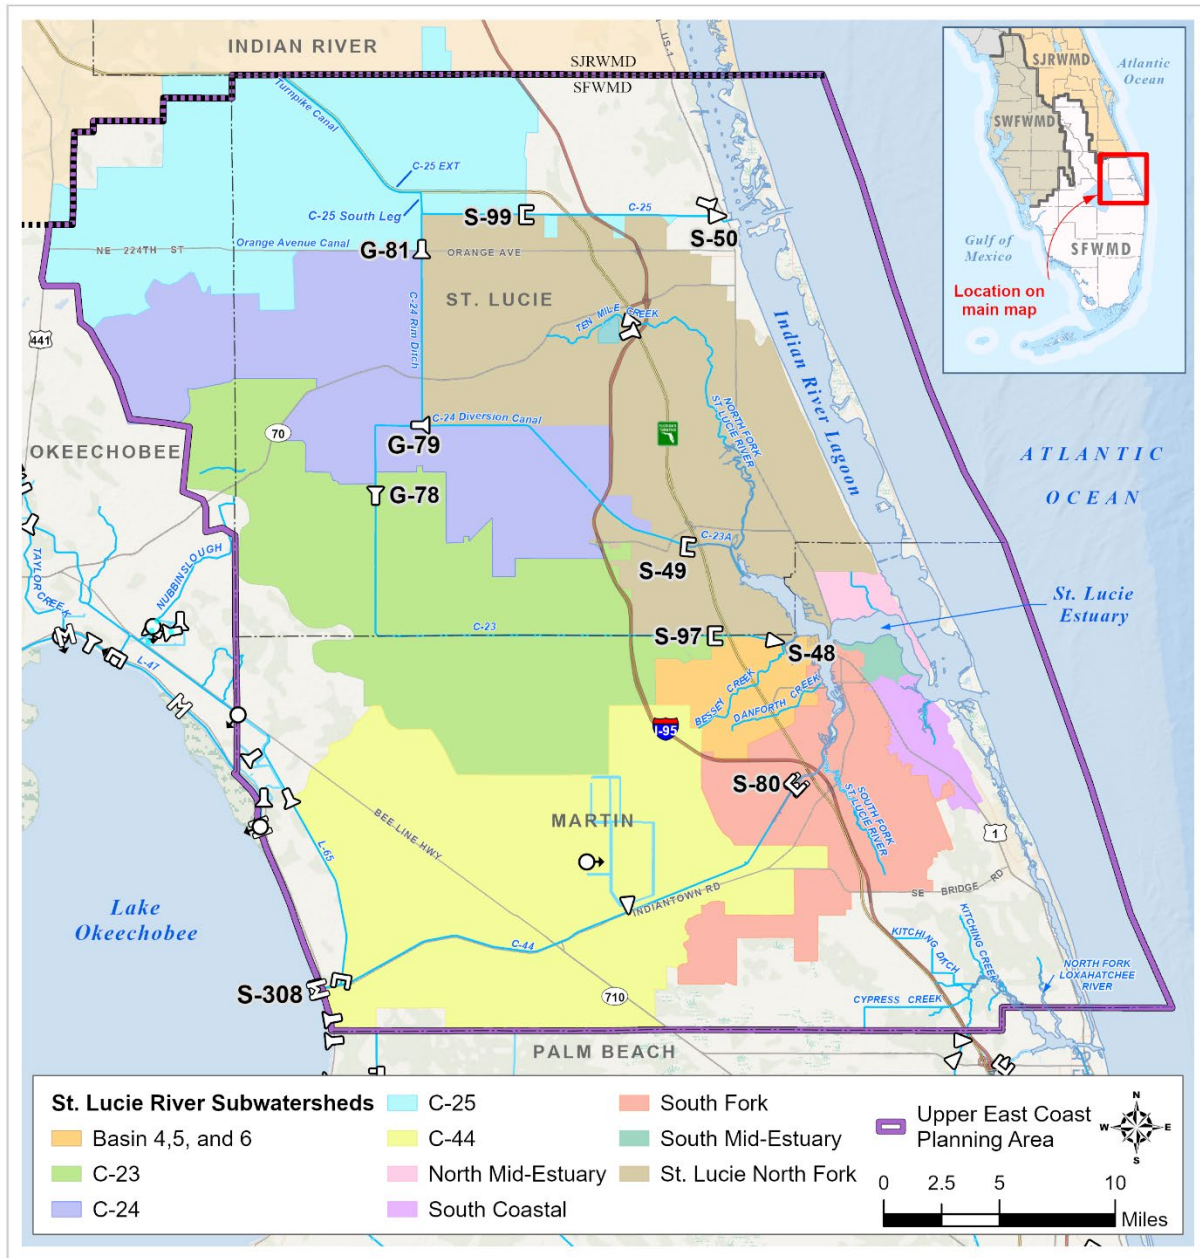 INDIAN RIVER
US-1
SJRWMD
SFWMD
Turnpike Canal
C-25 EXT
C-25 South Leg
S-99
C-25
S-50
NE 224TH ST
Orange Avenue Canal
G-81
ORANGE AVE
441
ST. LUCIE
C-24 Rim Ditch
TEN MILE CREEK
Indian River Lagoon
NORTH FORK
ST. LUCIE RIVER
70
C-24 Diversion Canal
G-79
OKEECHOBEE
G-78
ATLANTIC
OCEAN
TAYLOR CREEK
NUBBINSLOUGH
C-23A
S-49
St. Lucie
Estuary
C-23
S-97
S-48
L-47
BESSEY CREEK
DANFORTH CREEK
I-95
S-80
SOUTH FORK
ST. LUCIE RIVER
MARTIN
BEE LINE HWY
L-65
1
INDIANTOWN RD
SE BRIDGE RD
Lake
Okeechobee
C-44
KITCHING DITCH
KITCHING CREEK
NORTH FORK
LOXAHATCHEE
RIVER
S-308
710
CYPRESS CREEK
PALM BEACH
SJRWMD
Atlantic
Ocean
SWFWMD
Gulf of
Mexico
SFWMD
Location on
main map
St. Lucie River Subwatersheds
Basin 4,5, and 6
C-23
C-24
C-25
C-44
North Mid-Estuary
South Coastal
South Fork
South Mid-Estuary
St. Lucie North Fork
Upper East Coast
Planning Area
N
W E
S
0 2.5 5 10
Miles